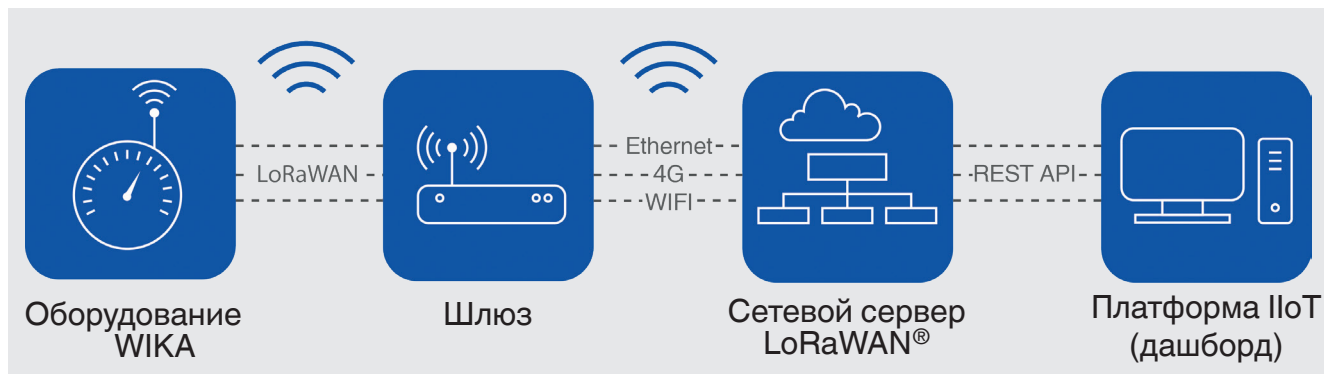 LoRaWAN
Ethernet
4G
WIFI
REST API
Оборудование
WIKA
Шлюз
Сетевой сервер
LoRaWAN®
Платформа IIoT
(дашборд)